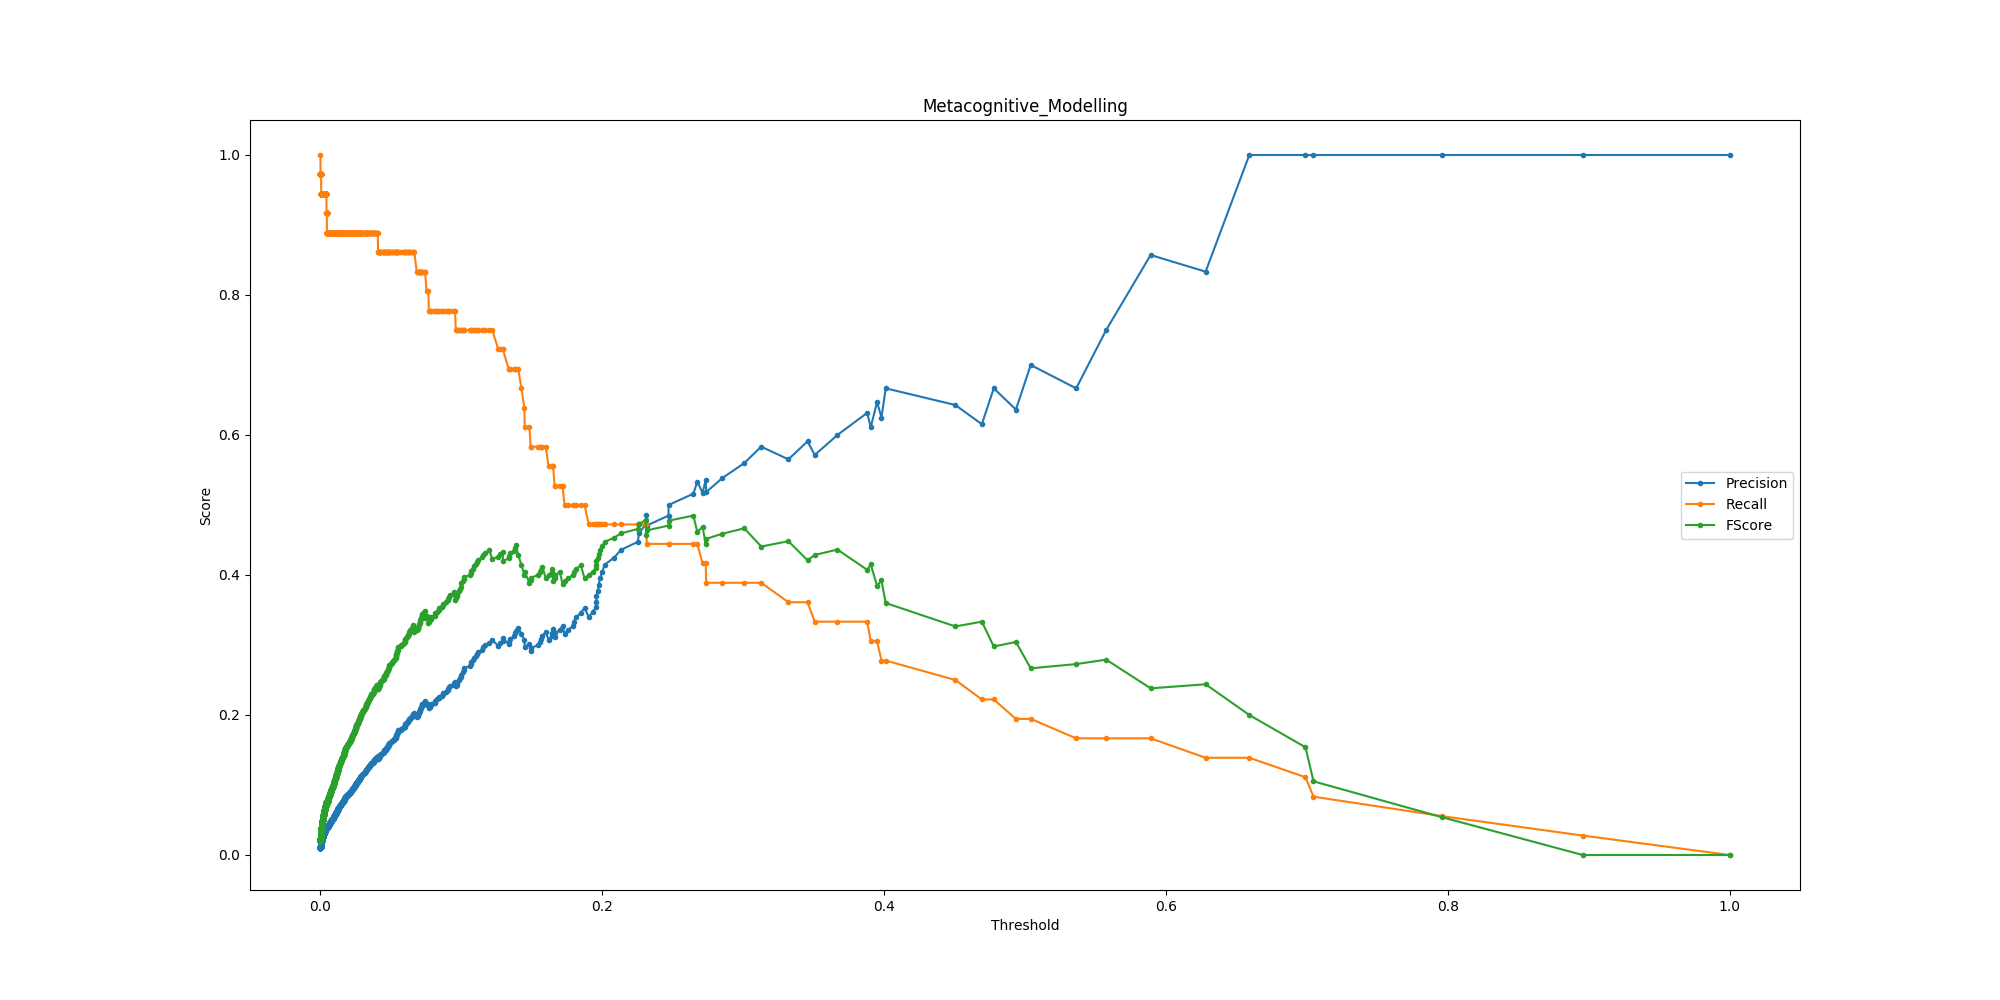 Metacognitive_Modelling
1.0
0.8
0.6
0.4
0.2
0.0
Score
Precision
Recall
FScore
0.0 0.2 0.4 0.6 0.8 1.0
Threshold